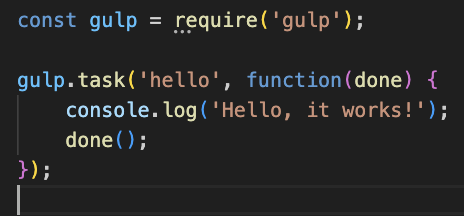 const gulp = require('gulp');
gulp.task('hello', function(done) {
    console.log('Hello, it works!');
    done();
});